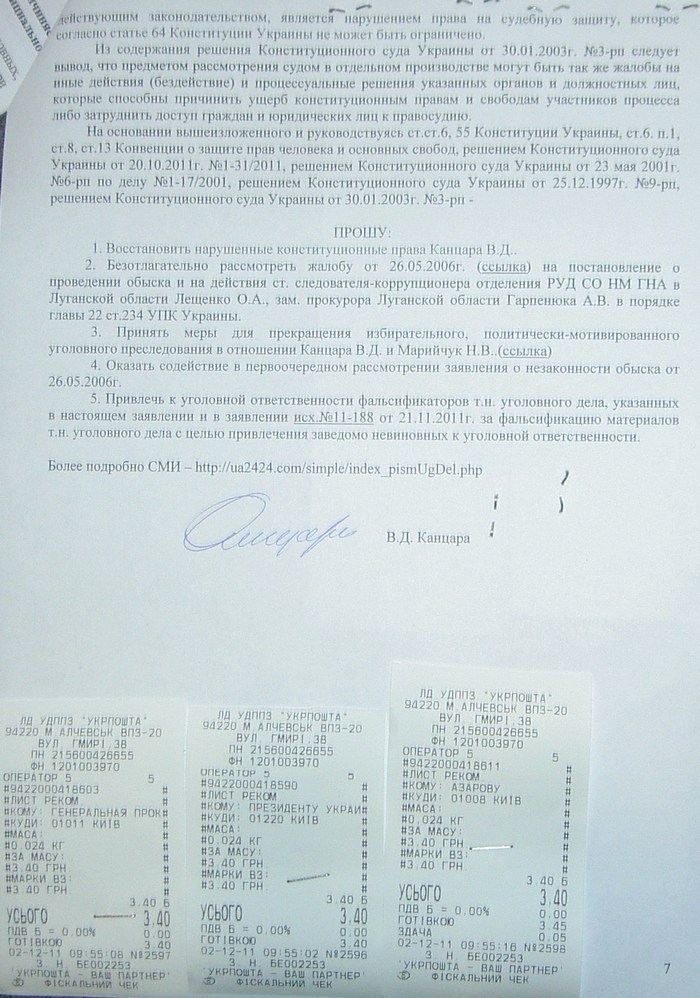 действующим законодательством, является нарушением права на судебную защиту, которое
согласно статье 64 Конституции Украины не может быть ограничено.
Из содержания решения Конституционного суда Украины от 30.01.2003г. №3-рп следует
вывод, что предметом рассмотрения судом в отдельном производстве могут быть так же жалобы на
иные действия (бездействие) и процессуальные решения указанных органов и должностных лиц,
которые способны причинить ущерб конституционным правам и свободам участников процесса
либо затруднить доступ граждан и юридических лиц к правосудию.
На основании вышеизложенного и руководствуясь ст.ст.6, 55 Конституции Украины, ст.6. п.1,
ст.8, ст.13 Конвенции о защите прав человека и основных свобод, решением Конституционного суда
Украины от 20.10.2011г. №1-31/2011, решением Конституционного суда Украины от 23 мая 2001г.
№6-рп по делу №1-17/2001, решением Конституционного суда Украины от 25.12.1997г. №9-рп,
решением Конституционного суда Украины от 30.01.2003г. №3-рп -
ПРОШУ:
1. Восстановить нарушенные конституционные права Канцара В.Д..
2. Безотлагательно рассмотреть жалобу от 26.05.2006г. (ссылка) на постановление о
проведении обыска и на действия ст. следователя-коррупционера отделения РУД СО НМ ГНА в
Луганской области Лещенко О.А., зам. прокурора Луганской области Гарпенюка А.В. в порядке
главы 22 ст.234 УПК Украины.
3. Принять меры для прекращения избирательного, политически-мотивированного
уголовного преследования в отношении Канцара В.Д. и Марийчук Н.В..(ссылка)
4. Оказать содействие в первоочередном рассмотрении заявления о незаконности обыска от
26.05.2006г.
5. Привлечь к уголовной ответственности фальсификаторов т.н. уголовного дела, указанных
в настоящем заявлении и в заявлении исх.№11-188 от 21.11.2011г. за фальсификацию материалов
т.н. уголовного дела с целью привлечения заведомо невиновных к уголовной ответственности.
Более подробно СМИ – http://ua2424.com/simple/index_pismUgDel.php
В.Д. Канцара
ЛД УДППЗ "УКРПОШТА"
94220 М.АЛЧЕВСЬК ВПЗ-20
ВУЛ. ГМИРІ.38
ПН 215600426655
ФН 1201003970
ОПЕРАТОР 5 5
#9422000418603 #
#ЛИСТ РЕКОМ #
#КОМУ: ГЕНЕРАЛЬНАЯ ПРОК#
#КУДИ: 01011 КИЇВ #
#МАСА: #
#0.024 КГ #
#ЗА МАСУ: #
#3.40 ГРН #
#МАРКИ ВЗ: #
#3.40 ГРН #
3.40 Б
УСЬОГО 3.40
ПДВ Б = 0.00% 0.00
ГОТІВКОЮ 3.40
02-12-11 09:55:08 №2597
З. Н. БЕ002253
"УКРПОШТА - ВАШ ПАРТНЕР"
ФІСКАЛЬНИЙ ЧЕК
ЛД УДППЗ "УКРПОШТА"
94220 М.АЛЧЕВСЬК ВПЗ-20
ВУЛ. ГМИРІ.38
ПН 215600426655
ФН 1201003970
ОПЕРАТОР 5 5
#9422000418590 #
#ЛИСТ РЕКОМ #
#КОМУ: ПРЕЗИДЕНТУ УКРАИН
#КУДИ: 01220 КИЇВ #
#МАСА: #
#0.024 КГ #
#ЗА МАСУ: #
#3.40 ГРН #
#МАРКИ ВЗ: #
#3.40 ГРН #
3.40 Б
УСЬОГО 3.40
ПДВ Б = 0.00% 0.00
ГОТІВКОЮ 3.40
02-12-11 09:55:02 №2596
З. Н. БЕ002253
"УКРПОШТА - ВАШ ПАРТНЕР"
ФІСКАЛЬНИЙ ЧЕК
ЛД УДППЗ "УКРПОШТА"
94220 М.АЛЧЕВСЬК ВПЗ-20
ВУЛ. ГМИРІ.38
ПН 215600426655
ФН 1201003970
ОПЕРАТОР 5 5
#9422000418611 #
#ЛИСТ РЕКОМ #
#КОМУ: АЗАРОВУ #
#КУДИ: 01008 КИЇВ #
#МАСА: #
#0.024 КГ #
#ЗА МАСУ: #
#3.40 ГРН #
#МАРКИ ВЗ: #
#3.40 ГРН #
3.40 Б
УСЬОГО 3.40
ПДВ Б = 0.00% 0.00
ГОТІВКОЮ 3.45
ЗДАЧА 0.05
02-12-11 09:55:16 №2598
З. Н. БЕ002253
"УКРПОШТА - ВАШ ПАРТНЕР"
ФІСКАЛЬНИЙ ЧЕК
7